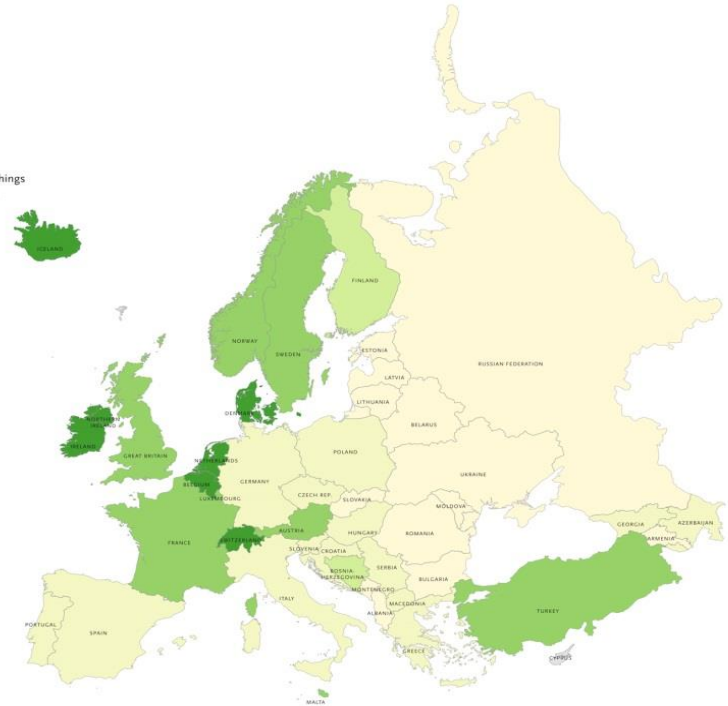 hings
ICELAND
FINLAND
NORWAY
SWEDEN
RUSSIAN FEDERATION
ESTONIA
LATVIA
LITHUANIA
DENMARK
NORTHERN
IRELAND
IRELAND
BELARUS
GREAT BRITAIN
NETHERLANDS
POLAND
BELGIUM
GERMANY
UKRAINE
LUXEMBOURG
CZECH REP.
SLOVAKIA
MOLDOVA
FRANCE
SWITZERLAND
AUSTRIA
HUNGARY
ROMANIA
GEORGIA
AZERBAIJAN
ARMENIA
SLOVENIA
CROATIA
BOSNIA-
HERZEGOVINA
SERBIA
BULGARIA
MONTENEGRO
ITALY
MACEDONIA
ALBANIA
TURKEY
PORTUGAL
SPAIN
GREECE
CYPRUS
MALTA